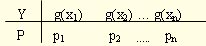 Y g(x₁) g(x₂) ... g(xₙ)
P p₁ p₂ ..... pₙ